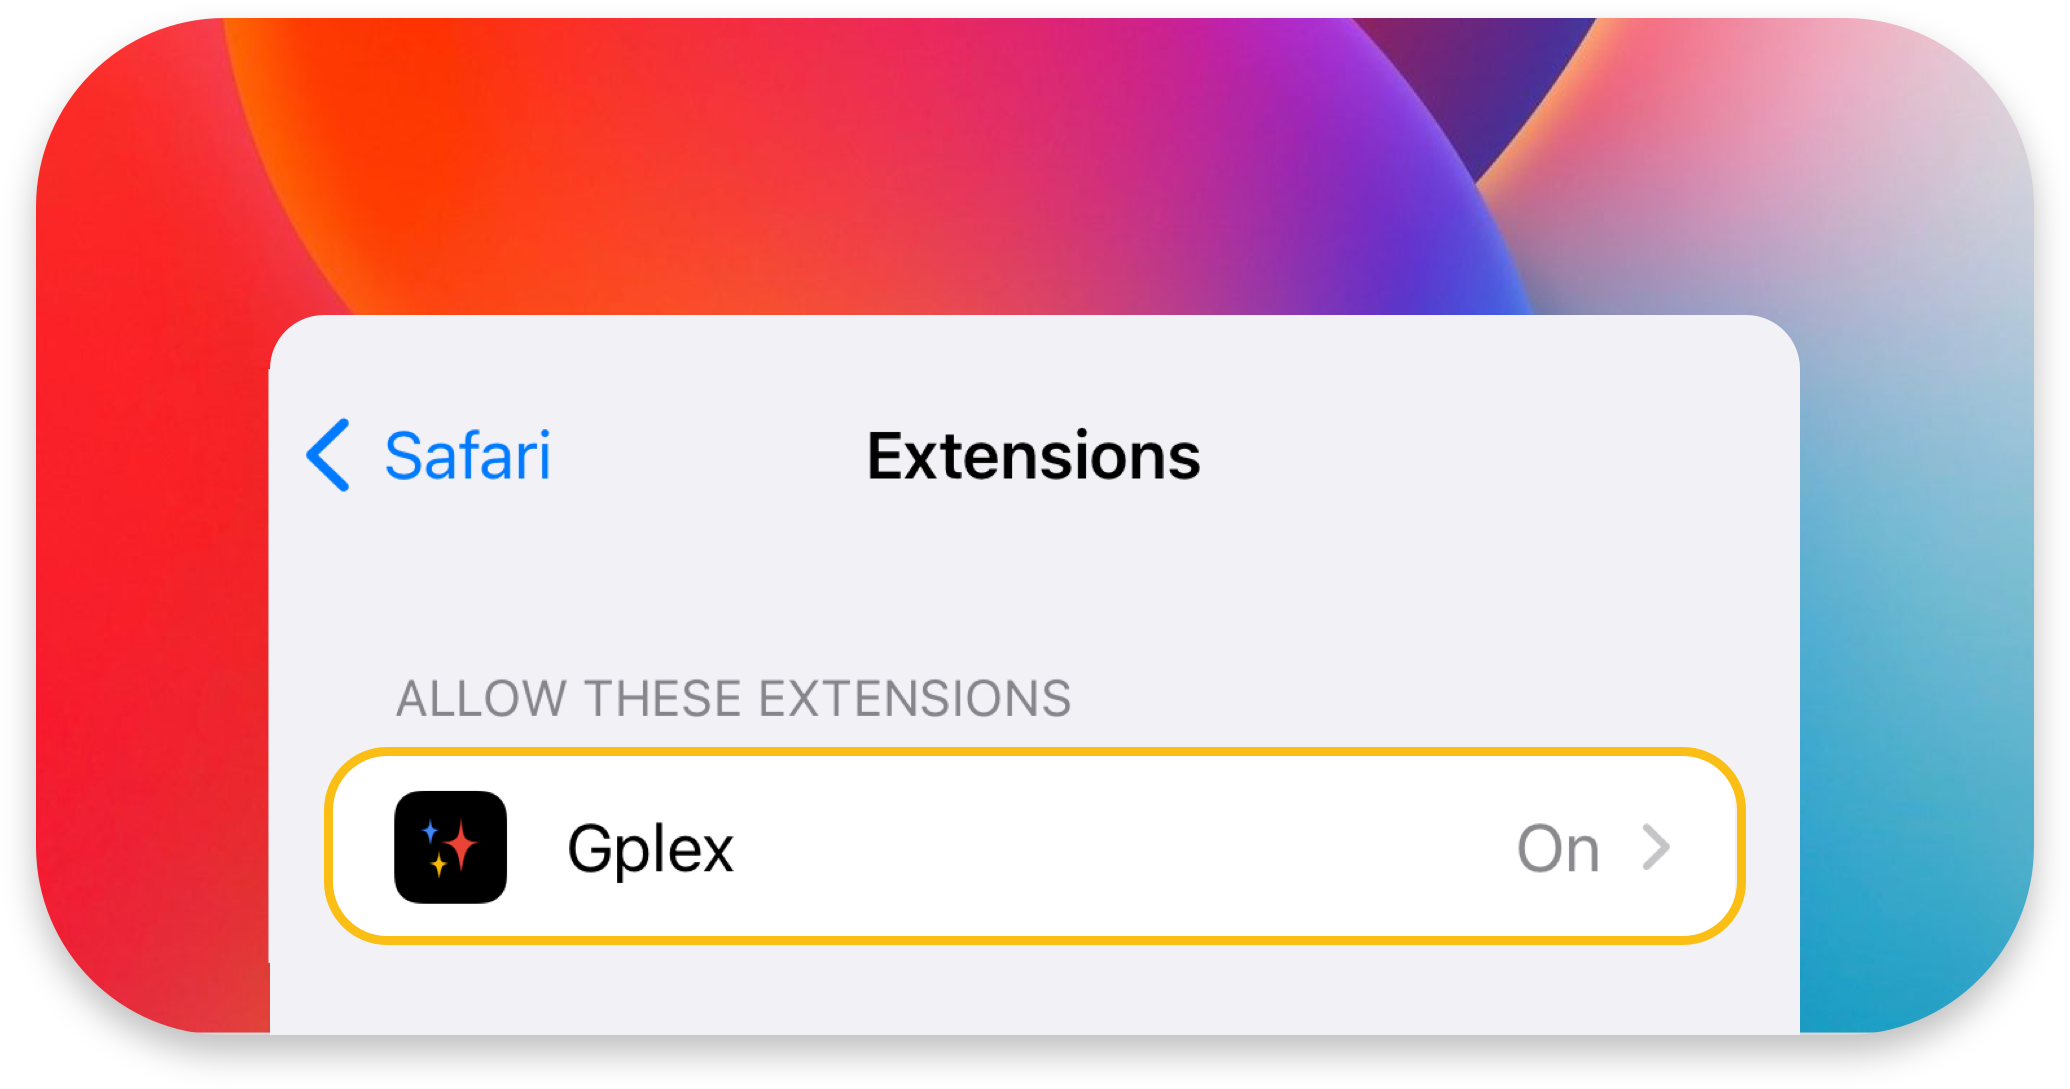 Safari
Extensions
ALLOW THESE EXTENSIONS
Gplex
On